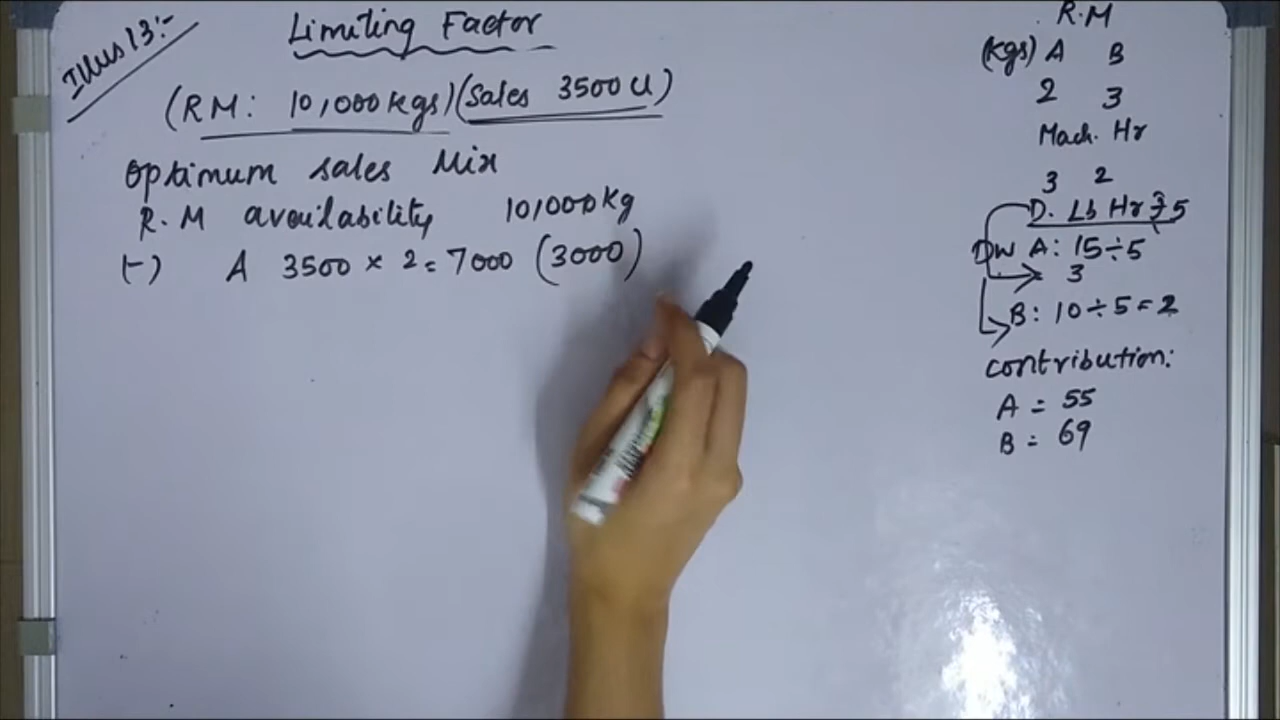 Illus 13:-
Limiting Factor
(RM: 10,000 kgs) (Sales 3500 U)
Optimum sales Mix
R.M availability 10,000 Kg
(-) A 3500 × 2 = 7000 (3000)
R.M
(kgs) A B
2 3
Mach. Hr
3 2
D. Lb Hr ₹5
DW A: 15÷5
3
B: 10÷5=2
contribution:
A = 55
B = 69